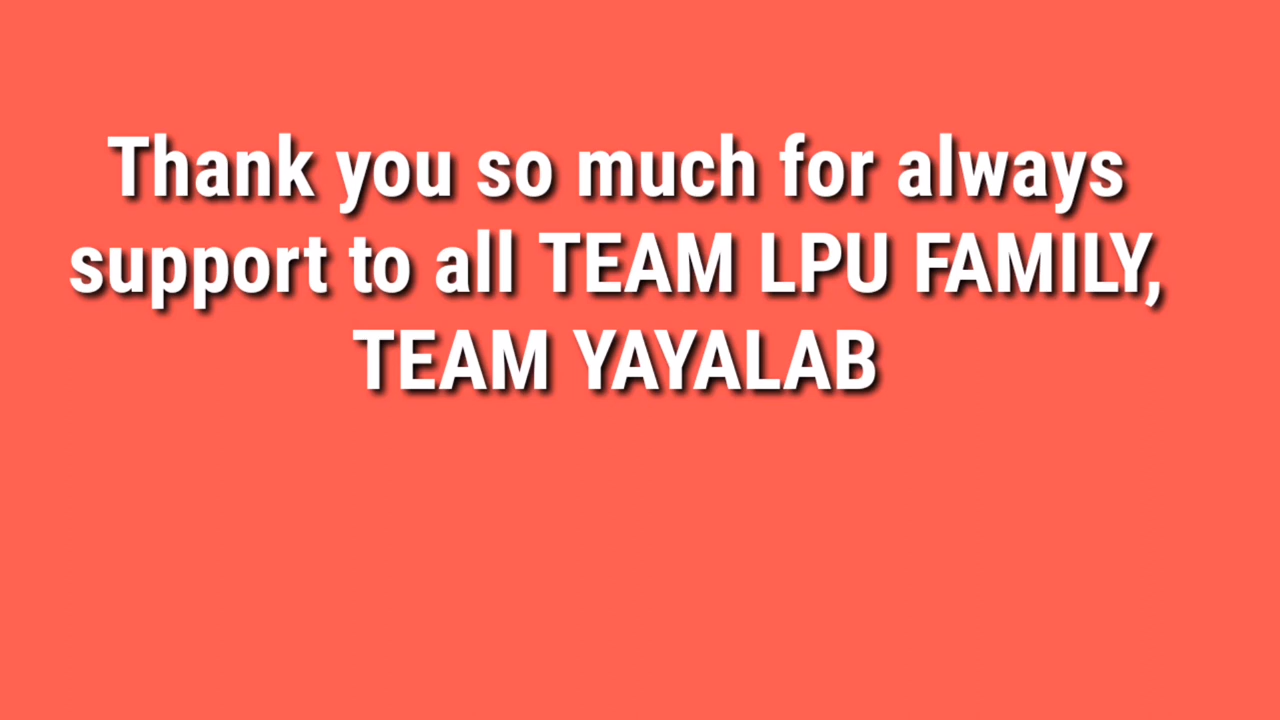 Thank you so much for always
support to all TEAM LPU FAMILY,
TEAM YAYALAB